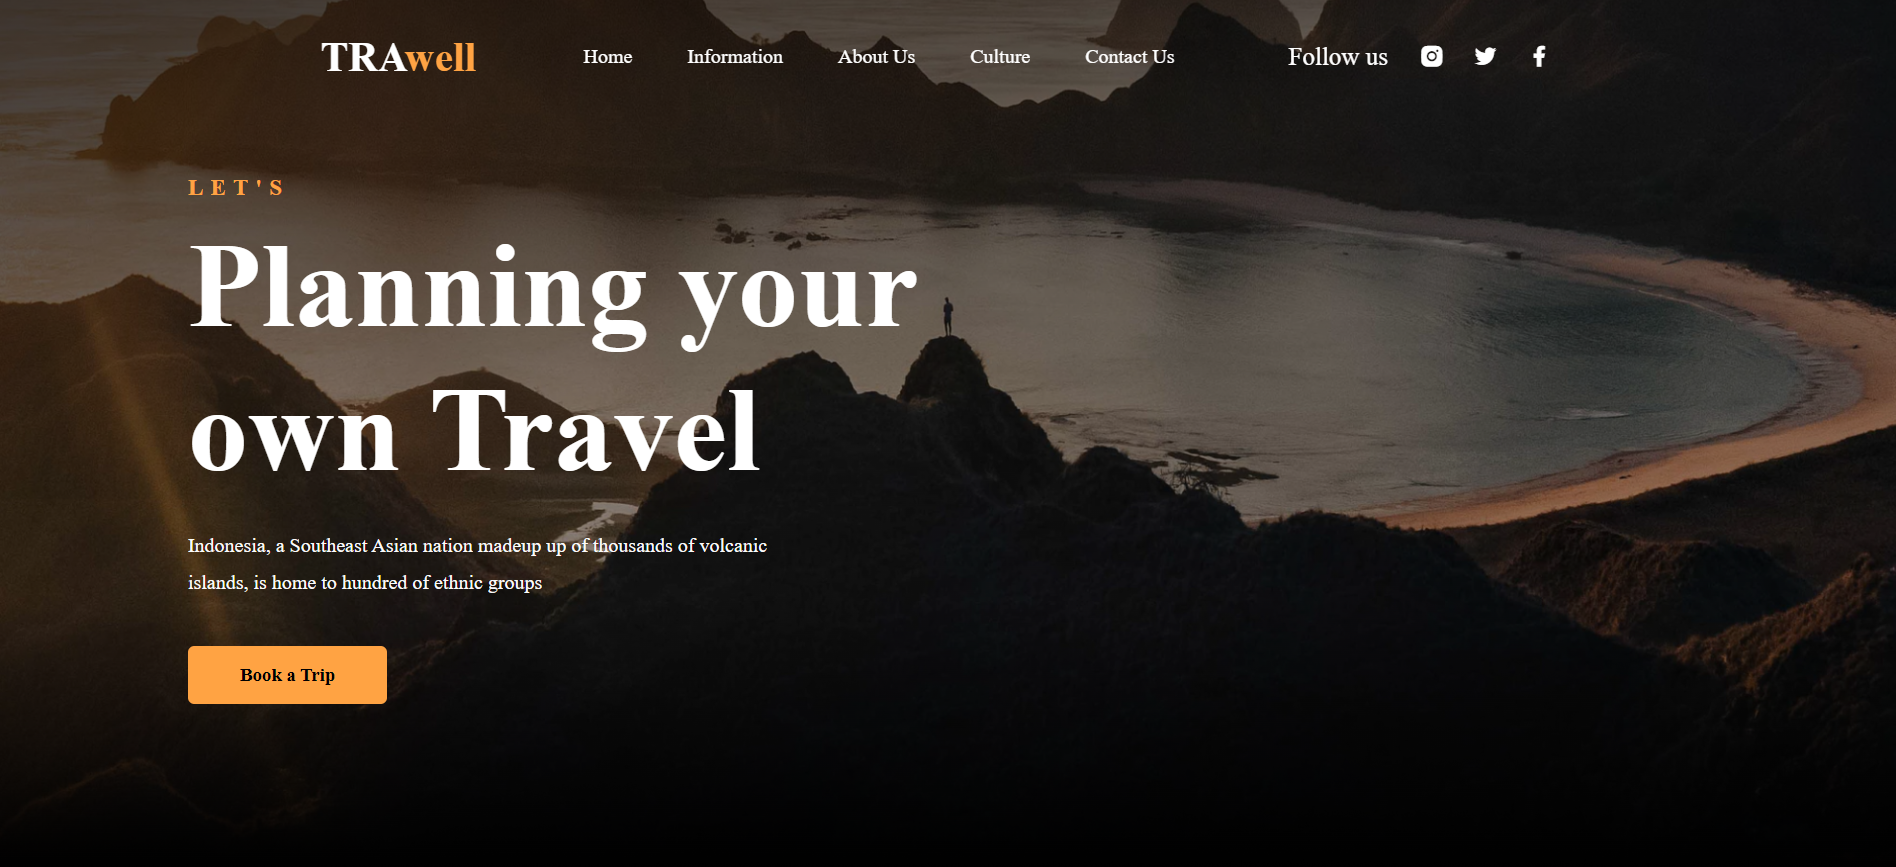 TRAwell
Home Information About Us Culture Contact Us
Follow us
LET'S
Planning your
own Travel
Indonesia, a Southeast Asian nation madeup up of thousands of volcanic
islands, is home to hundred of ethnic groups
Book a Trip